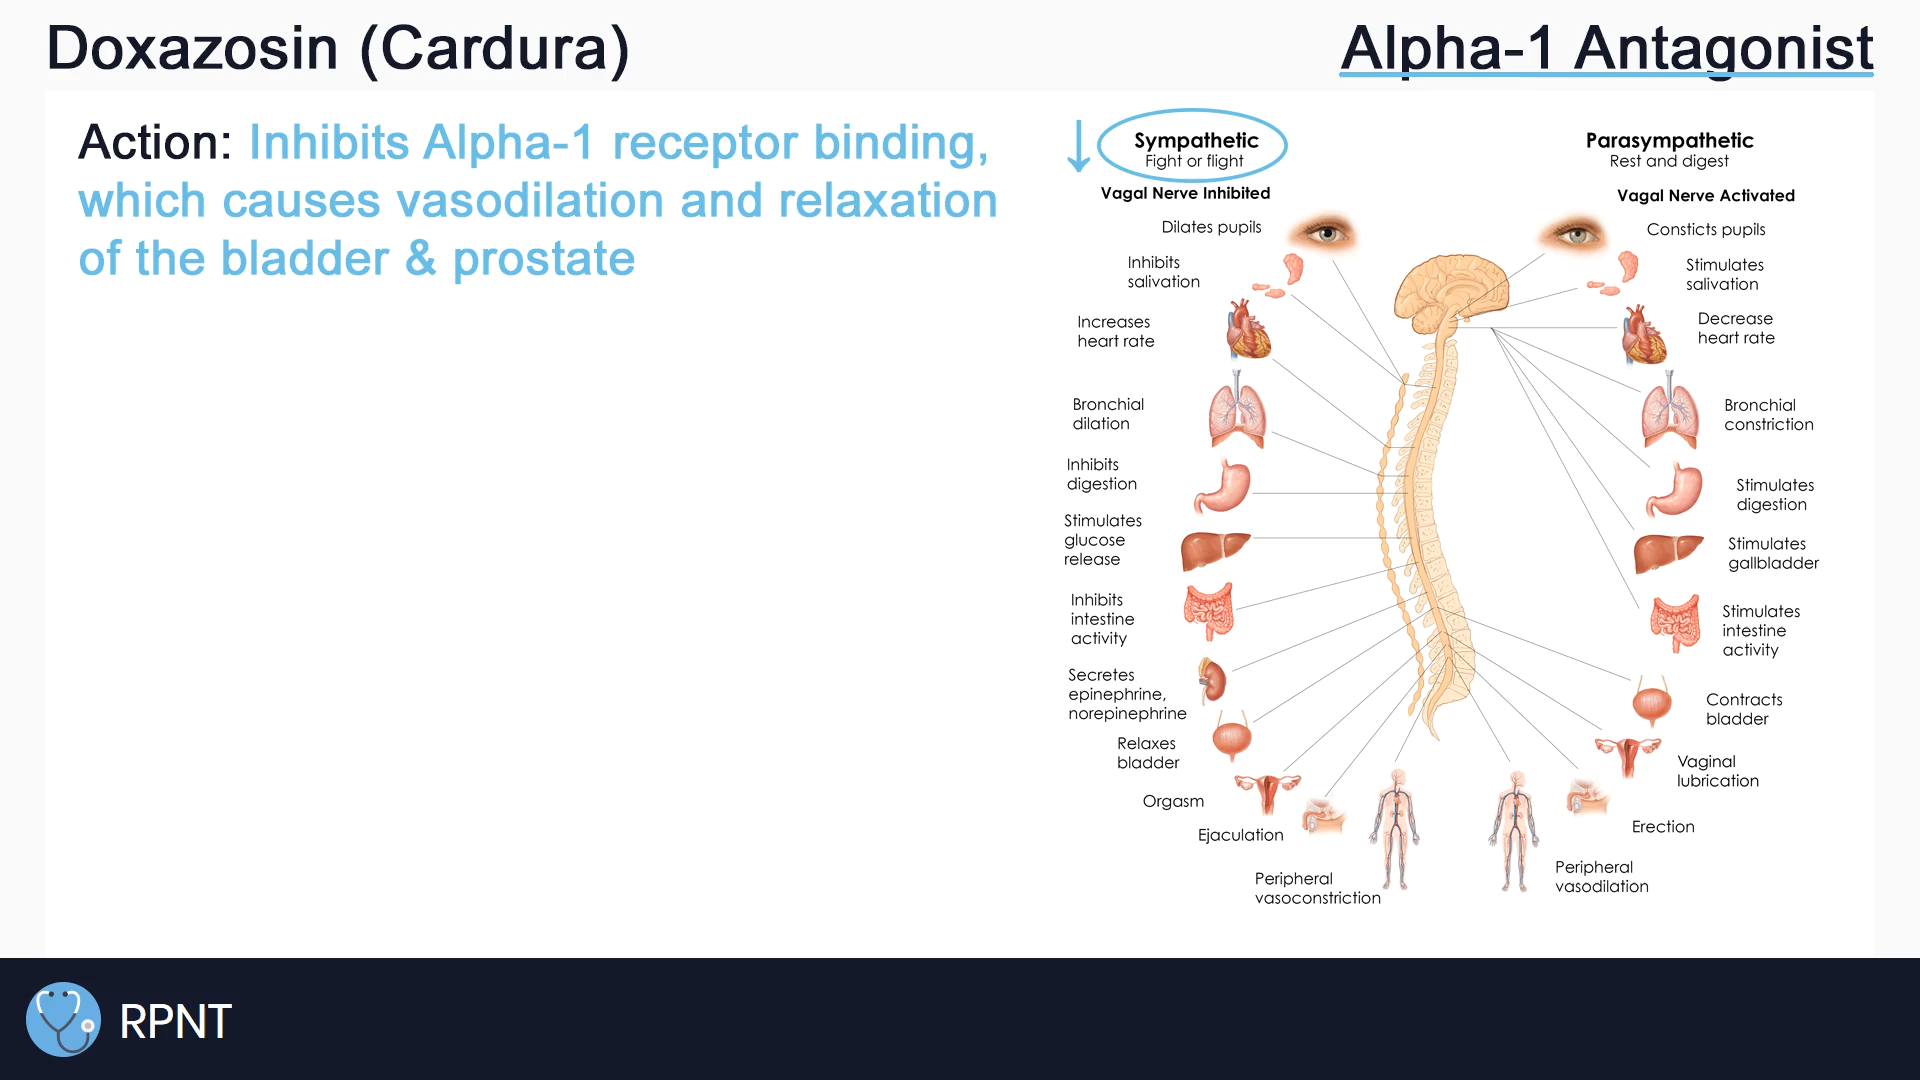 Doxazosin (Cardura)
Alpha-1 Antagonist
Action: Inhibits Alpha-1 receptor binding,
which causes vasodilation and relaxation
of the bladder & prostate
Sympathetic
Fight or flight
Vagal Nerve Inhibited
Dilates pupils
Inhibits
salivation
Increases
heart rate
Bronchial
dilation
Inhibits
digestion
Stimulates
glucose
release
Inhibits
intestine
activity
Secretes
epinephrine,
norepinephrine
Relaxes
bladder
Orgasm
Ejaculation
Peripheral
vasoconstriction
Parasympathetic
Rest and digest
Vagal Nerve Activated
Consticts pupils
Stimulates
salivation
Decrease
heart rate
Bronchial
constriction
Stimulates
digestion
Stimulates
gallbladder
Stimulates
intestine
activity
Contracts
bladder
Vaginal
lubrication
Erection
Peripheral
vasodilation
RPNT